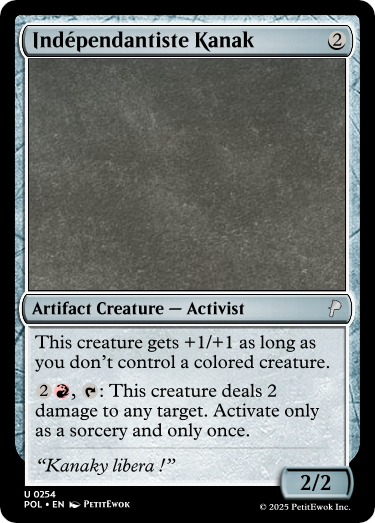 Indépendantiste Kanak 2
Artifact Creature — Activist
This creature gets +1/+1 as long as
you don't control a colored creature.
2 , : This creature deals 2
damage to any target. Activate only
as a sorcery and only once.
“Kanaky libera !”
2/2
U 0254
POL • EN PetitEwok
© 2025 PetitEwok Inc.